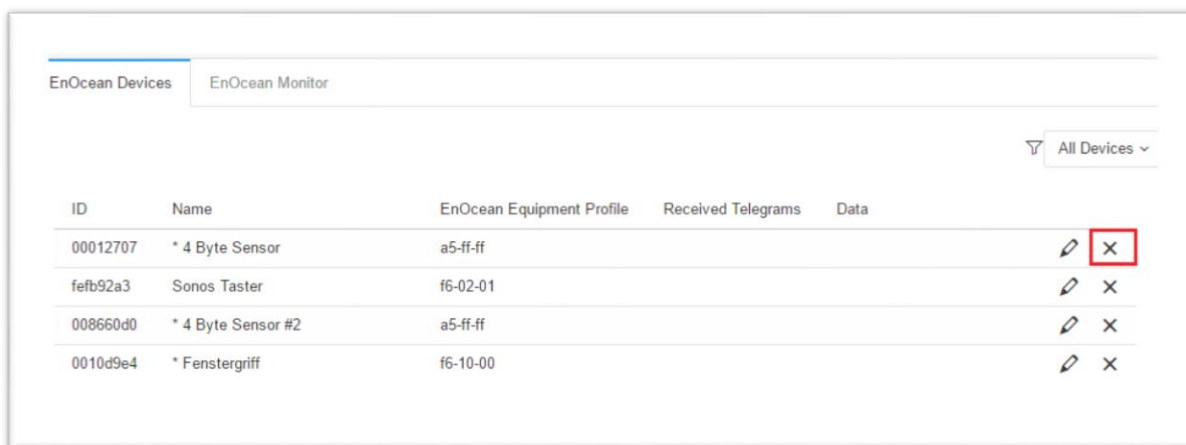 EnOcean Devices EnOcean Monitor
All Devices
ID Name EnOcean Equipment Profile Received Telegrams Data
00012707 * 4 Byte Sensor a5-ff-ff
fefb92a3 Sonos Taster f6-02-01
008660d0 * 4 Byte Sensor #2 a5-ff-ff
0010d9e4 * Fenstergriff f6-10-00